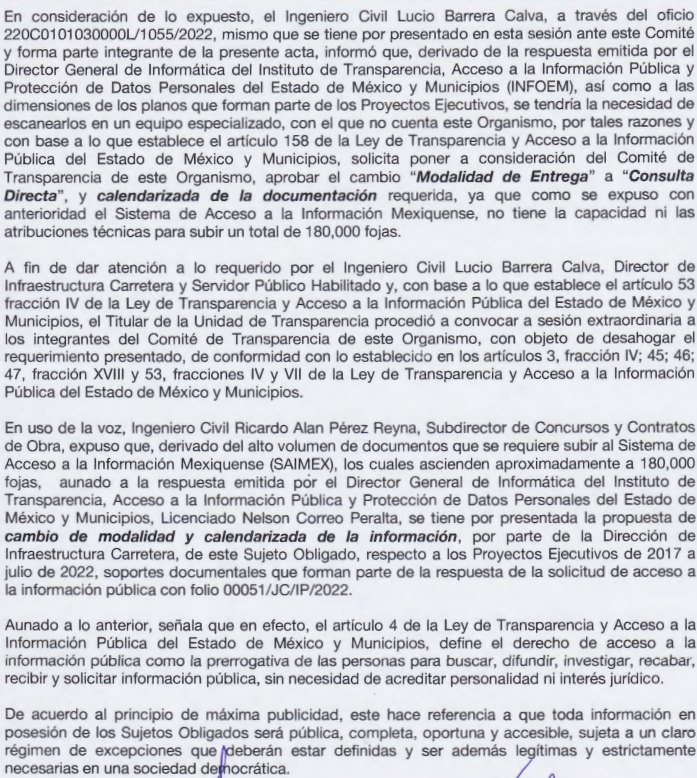 En consideración de lo expuesto, el Ingeniero Civil Lucio Barrera Calva, a través del oficio
220C0101030000L/1055/2022, mismo que se tiene por presentado en esta sesión ante este Comité
y forma parte integrante de la presente acta, informó que, derivado de la respuesta emitida por el
Director General de Informática del Instituto de Transparencia, Acceso a la Información Pública y
Protección de Datos Personales del Estado de México y Municipios (INFOEM), así como a las
dimensiones de los planos que forman parte de los Proyectos Ejecutivos, se tendría la necesidad de
escanearlos en un equipo especializado, con el que no cuenta este Organismo, por tales razones y
con base a lo que establece el artículo 158 de la Ley de Transparencia y Acceso a la Información
Pública del Estado de México y Municipios, solicita poner a consideración del Comité de
Transparencia de este Organismo, aprobar el cambio "Modalidad de Entrega" a "Consulta
Directa", y calendarizada de la documentación requerida, ya que como se expuso con
anterioridad el Sistema de Acceso a la Información Mexiquense, no tiene la capacidad ni las
atribuciones técnicas para subir un total de 180,000 fojas.
A fin de dar atención a lo requerido por el Ingeniero Civil Lucio Barrera Calva, Director de
Infraestructura Carretera y Servidor Público Habilitado y, con base a lo que establece el artículo 53
fracción IV de la Ley de Transparencia y Acceso a la Información Pública del Estado de México y
Municipios, el Titular de la Unidad de Transparencia procedió a convocar a sesión extraordinaria a
los integrantes del Comité de Transparencia de este Organismo, con objeto de desahogar el
requerimiento presentado, de conformidad con lo establecido en los artículos 3, fracción IV; 45; 46;
47, fracción XVIII y 53, fracciones IV y VII de la Ley de Transparencia y Acceso a la Información
Pública del Estado de México y Municipios.
En uso de la voz, Ingeniero Civil Ricardo Alan Pérez Reyna, Subdirector de Concursos y Contratos
de Obra, expuso que, derivado del alto volumen de documentos que se requiere subir al Sistema de
Acceso a la Información Mexiquense (SAIMEX), los cuales ascienden aproximadamente a 180,000
fojas, aunado a la respuesta emitida por el Director General de Informática del Instituto de
Transparencia, Acceso a la Información Pública y Protección de Datos Personales del Estado de
México y Municipios, Licenciado Nelson Correo Peralta, se tiene por presentada la propuesta de
cambio de modalidad y calendarizada de la información, por parte de la Dirección de
Infraestructura Carretera, de este Sujeto Obligado, respecto a los Proyectos Ejecutivos de 2017 a
julio de 2022, soportes documentales que forman parte de la respuesta de la solicitud de acceso a
la información pública con folio 00051/JC/IP/2022.
Aunado a lo anterior, señala que en efecto, el artículo 4 de la Ley de Transparencia y Acceso a la
Información Pública del Estado de México y Municipios, define el derecho de acceso a la
información pública como la prerrogativa de las personas para buscar, difundir, investigar, recabar,
recibir y solicitar información pública, sin necesidad de acreditar personalidad ni interés jurídico.
De acuerdo al principio de máxima publicidad, este hace referencia a que toda información en
posesión de los Sujetos Obligados será pública, completa, oportuna y accesible, sujeta a un claro
régimen de excepciones que deberán estar definidas y ser además legítimas y estrictamente
necesarias en una sociedad democrática.